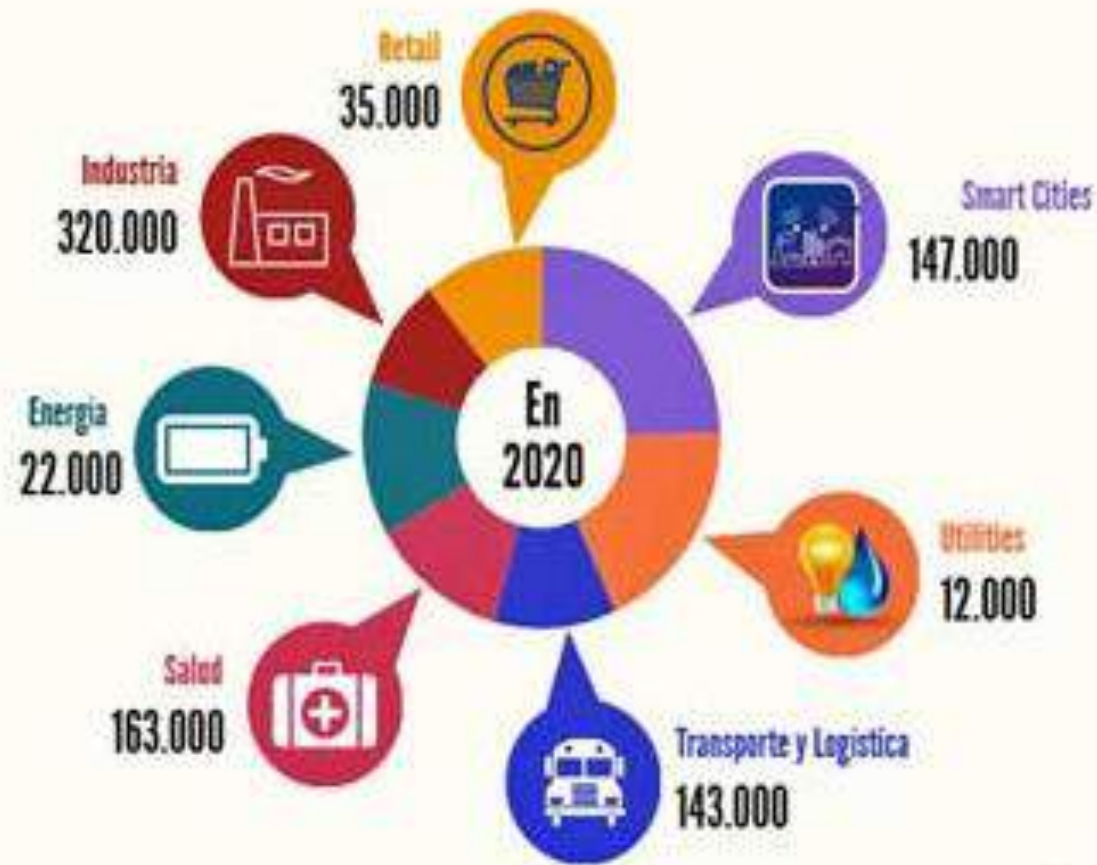 Retail
35.000
Smart Cities
147.000
Industria
320.000
En
2020
Energia
22.000
Utilities
12.000
Salud
163.000
Transporte y Logística
143.000